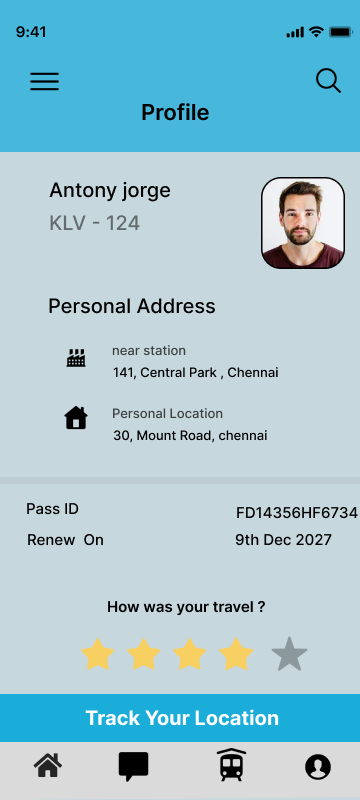 9:41
Profile
Antony jorge
KLV - 124
Personal Address
near station
141, Central Park , Chennai
Personal Location
30, Mount Road, chennai
Pass ID FD14356HF6734
Renew On 9th Dec 2027
How was your travel ?
Track Your Location